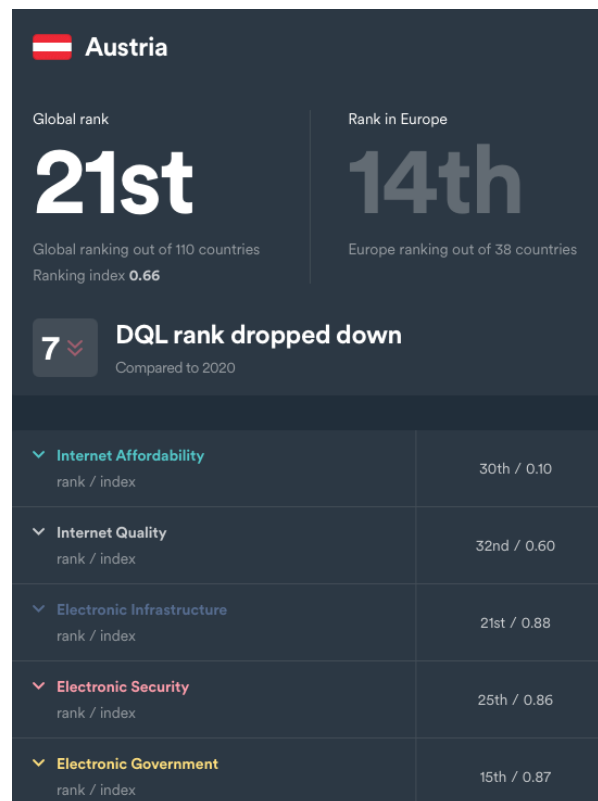 Austria
Global rank
21st
Global ranking out of 110 countries
Ranking index 0.66
Rank in Europe
14th
Europe ranking out of 38 countries
7
DQL rank dropped down
Compared to 2020
Internet Affordability
rank / index
30th / 0.10
Internet Quality
rank / index
32nd / 0.60
Electronic Infrastructure
rank / index
21st / 0.88
Electronic Security
rank / index
25th / 0.86
Electronic Government
rank / index
15th / 0.87